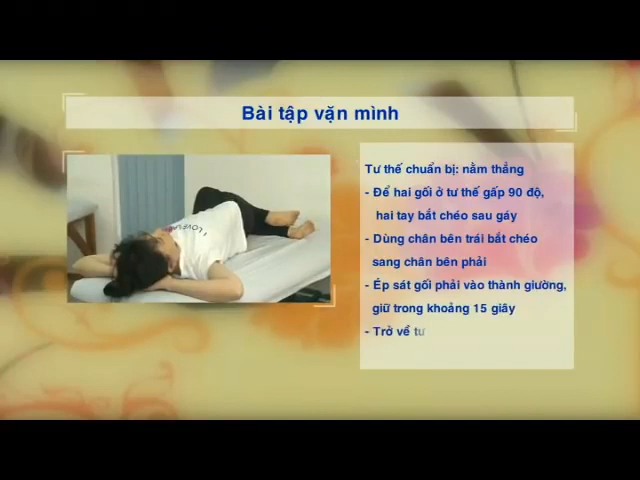 Bài tập vặn mình
Tư thế chuẩn bị: nằm thẳng
- Để hai gối ở tư thế gấp 90 độ,
hai tay bắt chéo sau gáy
- Dùng chân bên trái bắt chéo
sang chân bên phải
- Ép sát gối phải vào thành giường,
giữ trong khoảng 15 giây
- Trở về tư
I LOVE